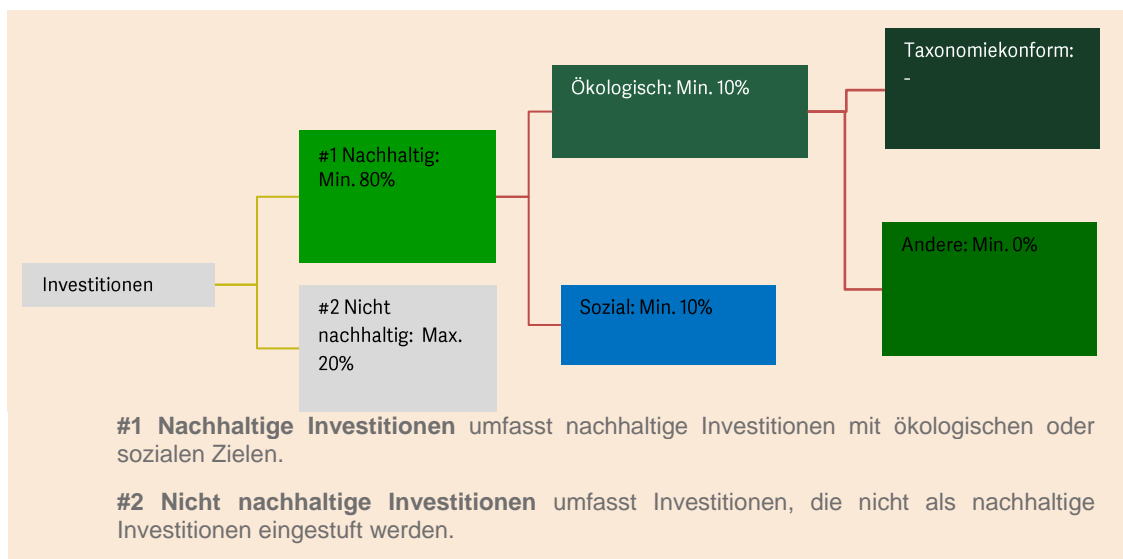 Taxonomiekonform:
-
Ökologisch: Min. 10%
#1 Nachhaltig:
Min. 80%
Andere: Min. 0%
Investitionen
#2 Nicht
nachhaltig: Max.
20%
Sozial: Min. 10%
#1 Nachhaltige Investitionen umfasst nachhaltige Investitionen mit ökologischen oder
sozialen Zielen.
#2 Nicht nachhaltige Investitionen umfasst Investitionen, die nicht als nachhaltige
Investitionen eingestuft werden.